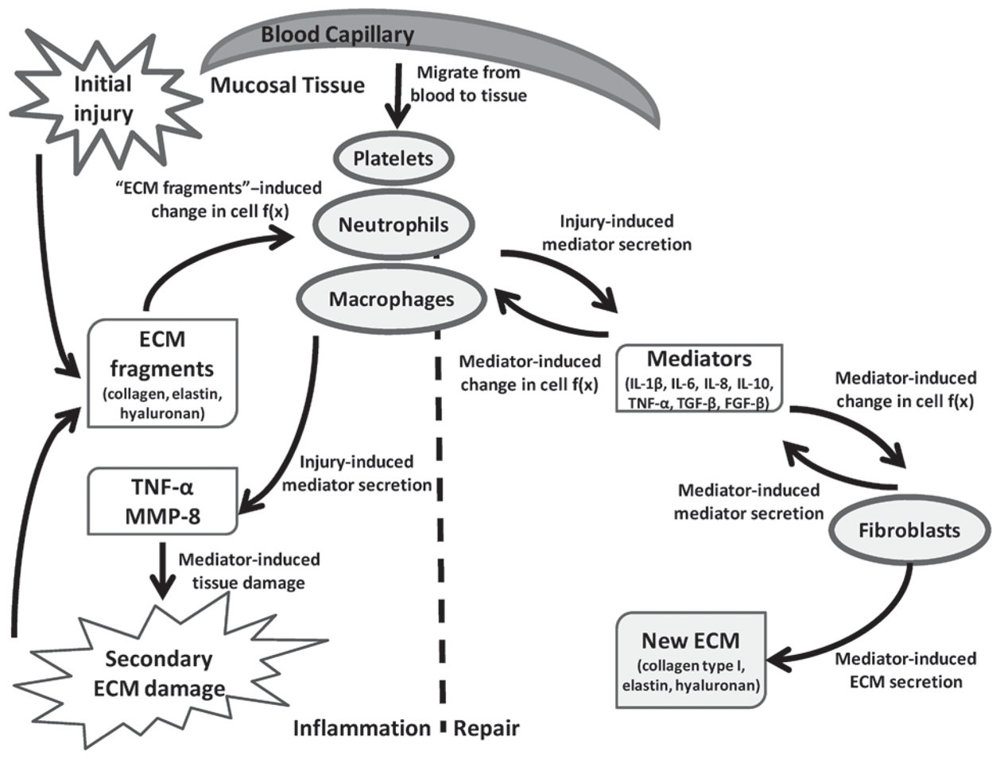 Blood Capillary
Initial
injury
Mucosal Tissue
Migrate from
blood to tissue
Platelets
“ECM fragments”–induced
change in cell f(x)
Neutrophils
Injury-induced
mediator secretion
Macrophages
ECM
fragments
(collagen, elastin,
hyaluronan)
Mediator-induced
change in cell f(x)
Mediators
(IL-1β, IL-6, IL-8, IL-10,
TNF-α, TGF-β, FGF-β)
Mediator-induced
change in cell f(x)
Injury-induced
mediator secretion
TNF-α
MMP-8
Mediator-induced
mediator secretion
Fibroblasts
Mediator-induced
tissue damage
Secondary
ECM damage
New ECM
(collagen type I,
elastin, hyaluronan)
Mediator-induced
ECM secretion
Inflammation
Repair